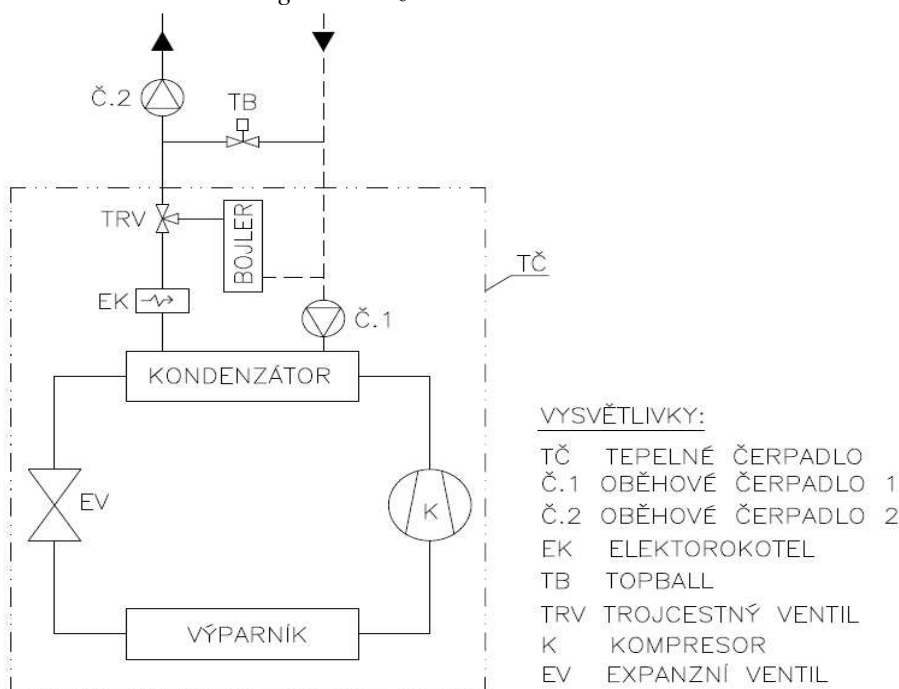 Č.2
TB
TRV
BOJLER
TČ
EK
Č.1
KONDENZÁTOR
EV
K
VÝPARNÍK
VYSVĚTLIVKY:
TČ TEPELNÉ ČERPADLO
Č.1 OBĚHOVÉ ČERPADLO 1
Č.2 OBĚHOVÉ ČERPADLO 2
EK ELEKTOROKOTEL
TB TOPBALL
TRV TROJCESTNÝ VENTIL
K KOMPRESOR
EV EXPANZNÍ VENTIL